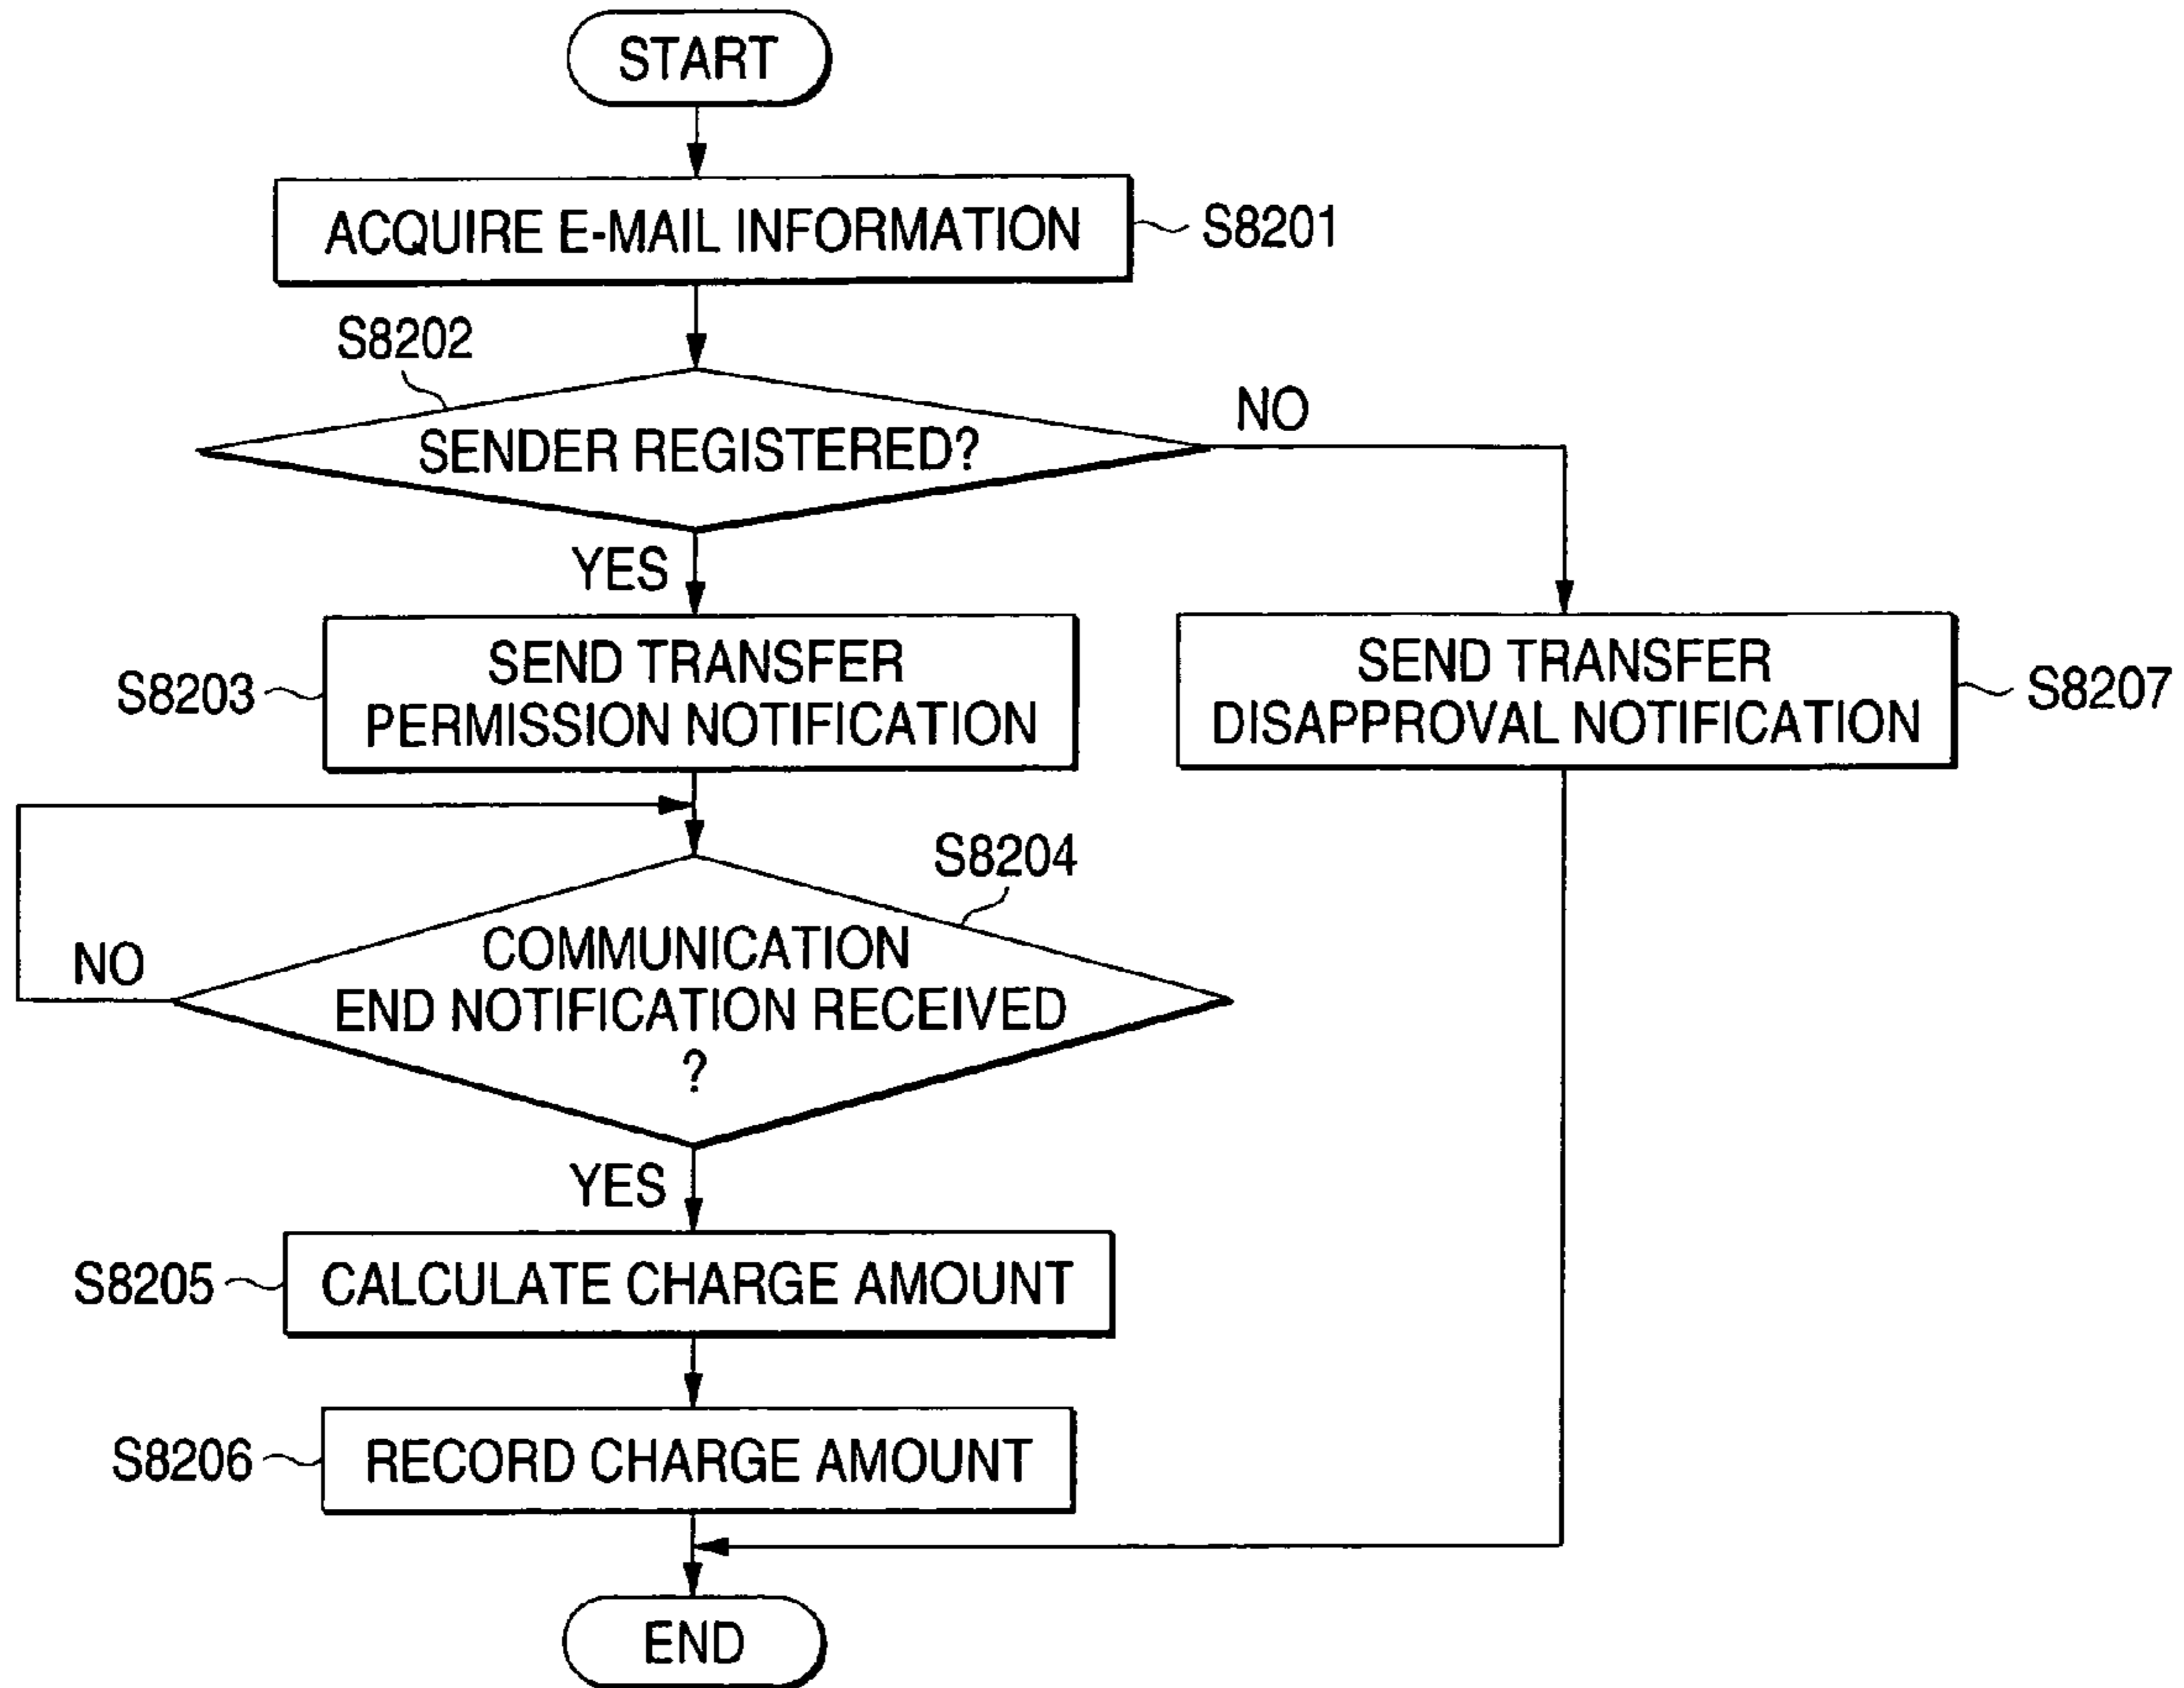 START
ACQUIRE E-MAIL INFORMATION
S8201
S8202
SENDER REGISTERED?
NO
YES
S8203
SEND TRANSFER
PERMISSION NOTIFICATION
SEND TRANSFER
DISAPPROVAL NOTIFICATION
S8207
S8204
NO
COMMUNICATION
END NOTIFICATION RECEIVED
?
YES
S8205
CALCULATE CHARGE AMOUNT
S8206
RECORD CHARGE AMOUNT
END